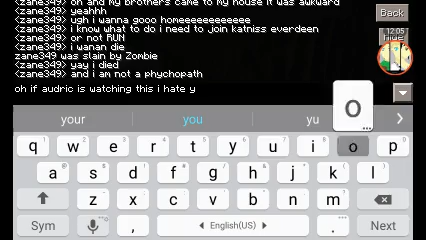 <zane349> oh and my brothers came to my house it was awkward
<zane349> yeahhh
<zane349> ugh i wanna gooo homeeeeeeeeeeee
<zane349> i know what to do i need to join katniss everdeen
<zane349> or not RUN
<zane349> i wanan die
zane349 was slain by Zombie
<zane349> yay i died
<zane349> and i am not a phychopath
oh if audric is watching this i hate y
Back
12:05
your you yu
o
q w e r t y u i o p
a s d f g h j k l
z x c v b n m
Sym , English(US) . Next